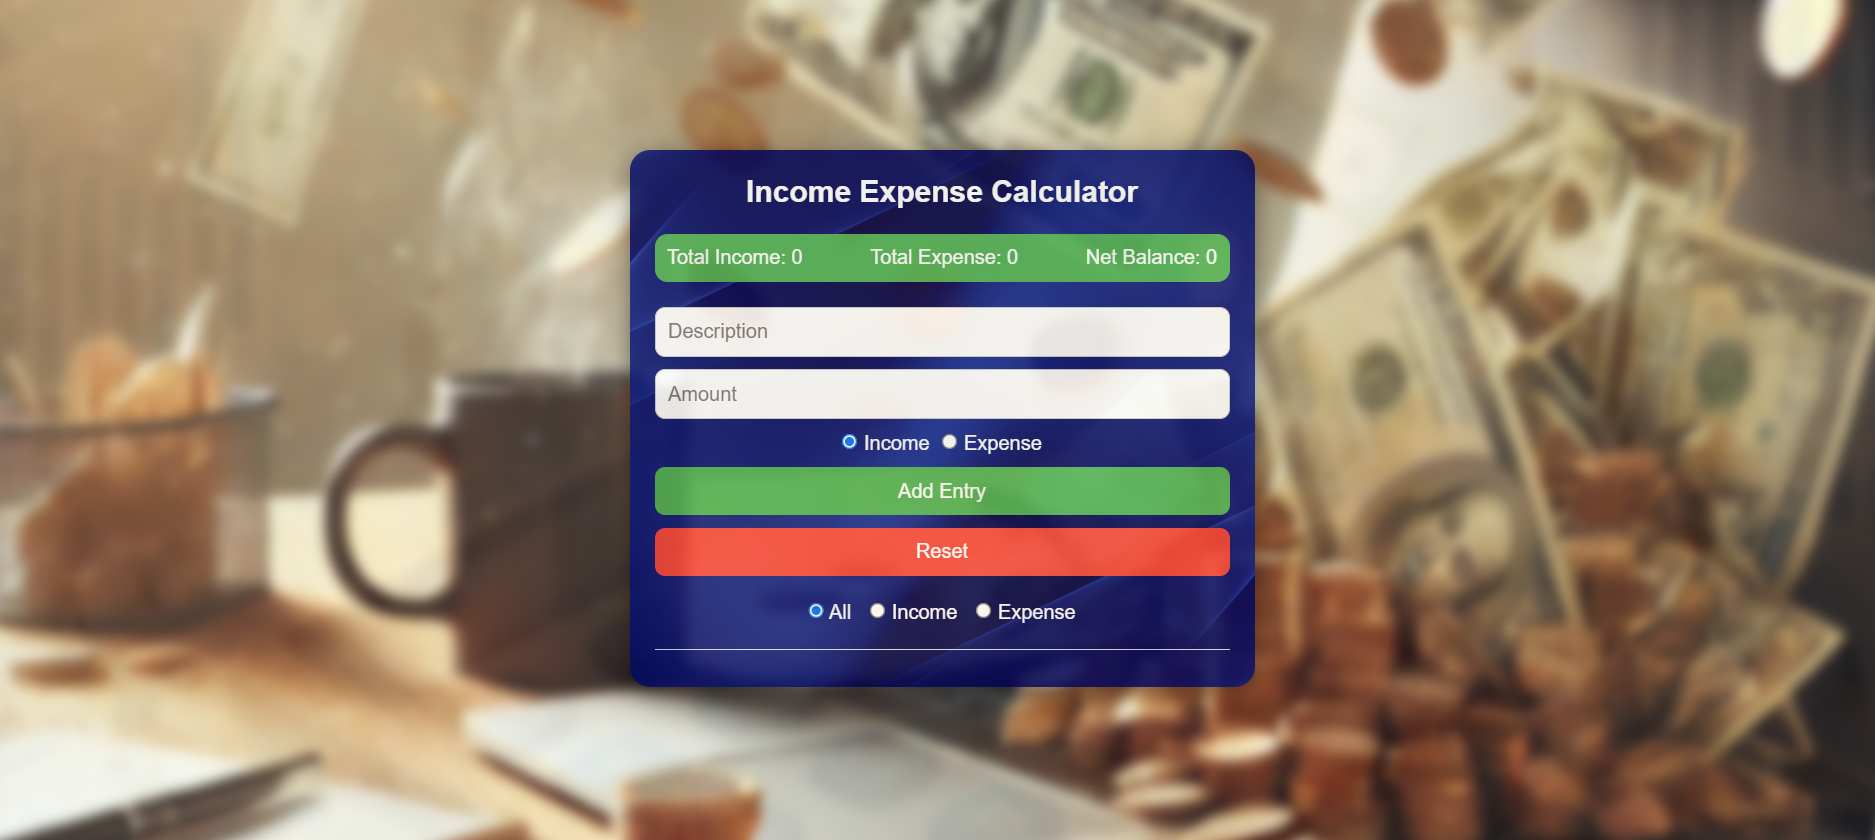 Income Expense Calculator
Total Income: 0 Total Expense: 0 Net Balance: 0
Description
Amount
Income Expense
Add Entry
Reset
All Income Expense